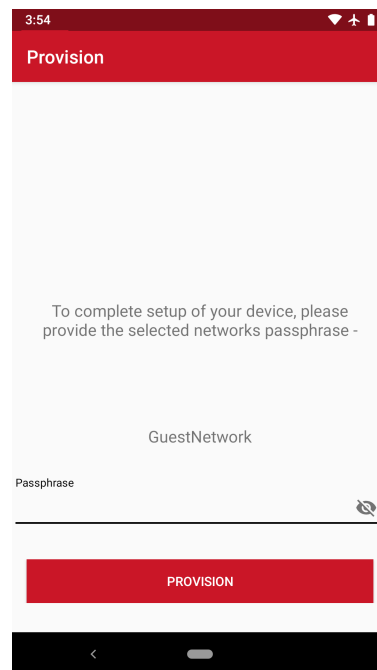 3:54
Provision
To complete setup of your device, please
provide the selected networks passphrase -
GuestNetwork
Passphrase
PROVISION